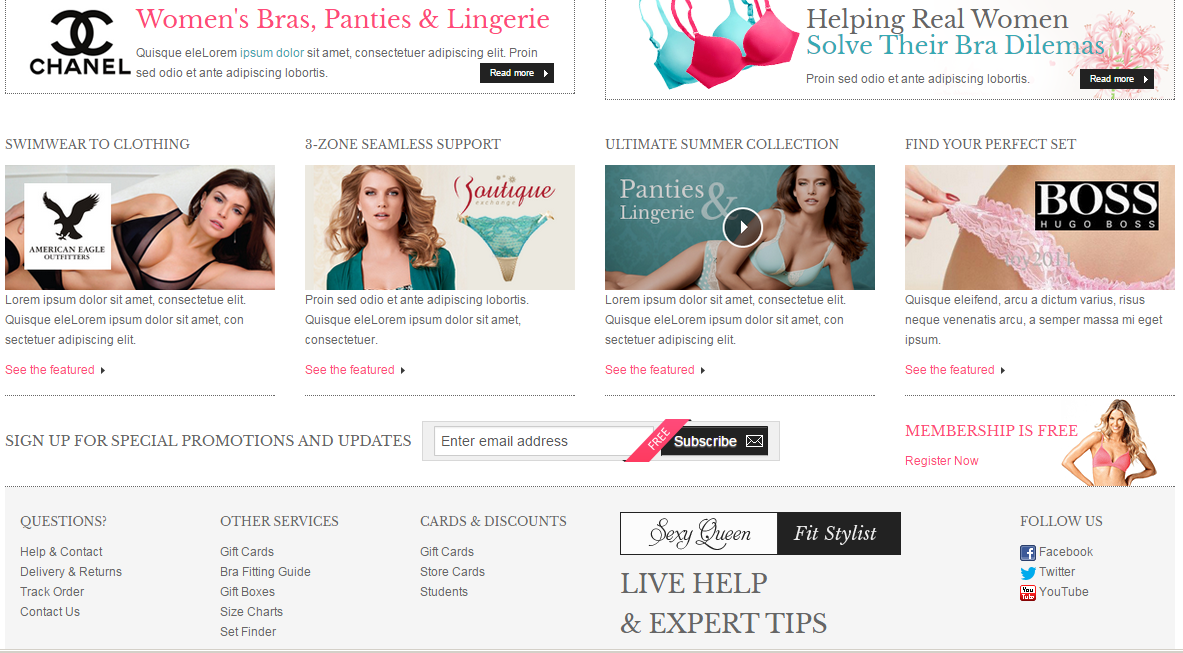 Women's Bras, Panties & Lingerie
CHANEL
Quisque eleLorem ipsum dolor sit amet, consectetuer adipiscing elit. Proin
sed odio et ante adipiscing lobortis.
Read more
Helping Real Women
Solve Their Bra Dilemas
Proin sed odio et ante adipiscing lobortis.
Read more
SWIMWEAR TO CLOTHING
AMERICAN EAGLE
OUTFITTERS
Lorem ipsum dolor sit amet, consectetue elit.
Quisque eleLorem ipsum dolor sit amet, con
sectetuer adipiscing elit.
See the featured
3-ZONE SEAMLESS SUPPORT
Boutique
exchange
Proin sed odio et ante adipiscing lobortis.
Quisque eleLorem ipsum dolor sit amet,
consectetuer.
See the featured
ULTIMATE SUMMER COLLECTION
Panties &
Lingerie
Lorem ipsum dolor sit amet, consectetue elit.
Quisque eleLorem ipsum dolor sit amet, con
sectetuer adipiscing elit.
See the featured
FIND YOUR PERFECT SET
BOSS
HUGO BOSS
2011
Quisque eleifend, arcu a dictum varius, risus
neque venenatis arcu, a semper massa mi eget
ipsum.
See the featured
SIGN UP FOR SPECIAL PROMOTIONS AND UPDATES
Enter email address
FREE
Subscribe
MEMBERSHIP IS FREE
Register Now
QUESTIONS?
Help & Contact
Delivery & Returns
Track Order
Contact Us
OTHER SERVICES
Gift Cards
Bra Fitting Guide
Gift Boxes
Size Charts
Set Finder
CARDS & DISCOUNTS
Gift Cards
Store Cards
Students
Sexy Queen
Fit Stylist
LIVE HELP
& EXPERT TIPS
FOLLOW US
Facebook
Twitter
You Tube
YouTube